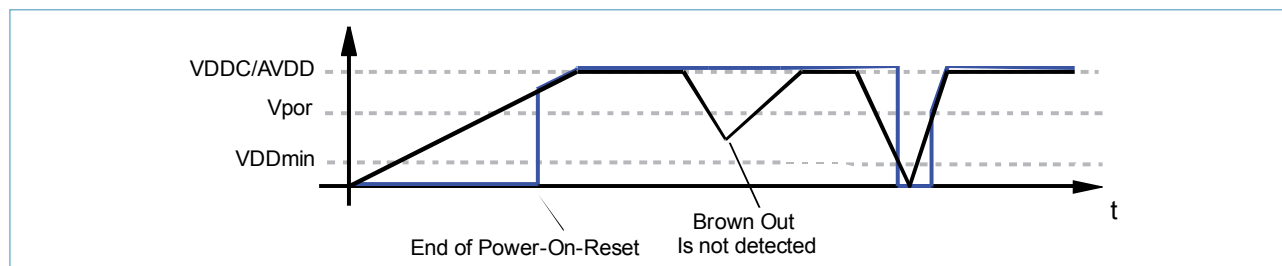 VDDC/AVDD
Vpor
VDDmin
t
End of Power-On-Reset
Brown Out
Is not detected